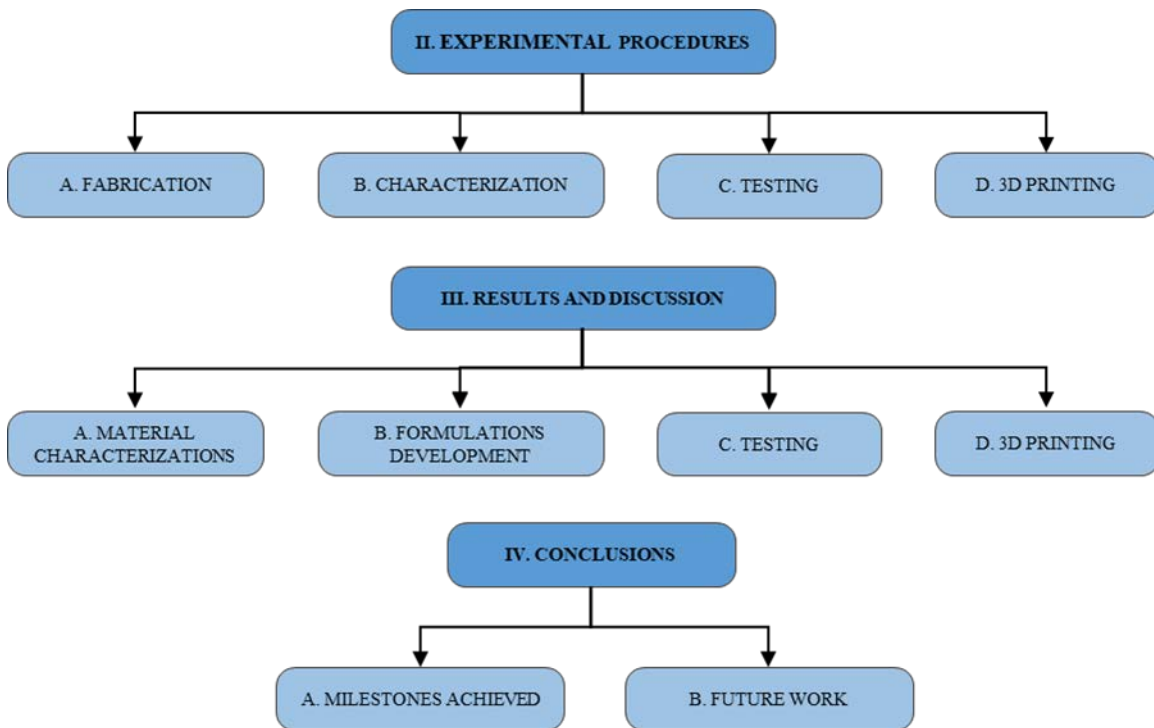 II. EXPERIMENTAL PROCEDURES
A. FABRICATION
B. CHARACTERIZATION
C. TESTING
D. 3D PRINTING
III. RESULTS AND DISCUSSION
A. MATERIAL
CHARACTERIZATIONS
B. FORMULATIONS
DEVELOPMENT
C. TESTING
D. 3D PRINTING
IV. CONCLUSIONS
A. MILESTONES ACHIEVED
B. FUTURE WORK